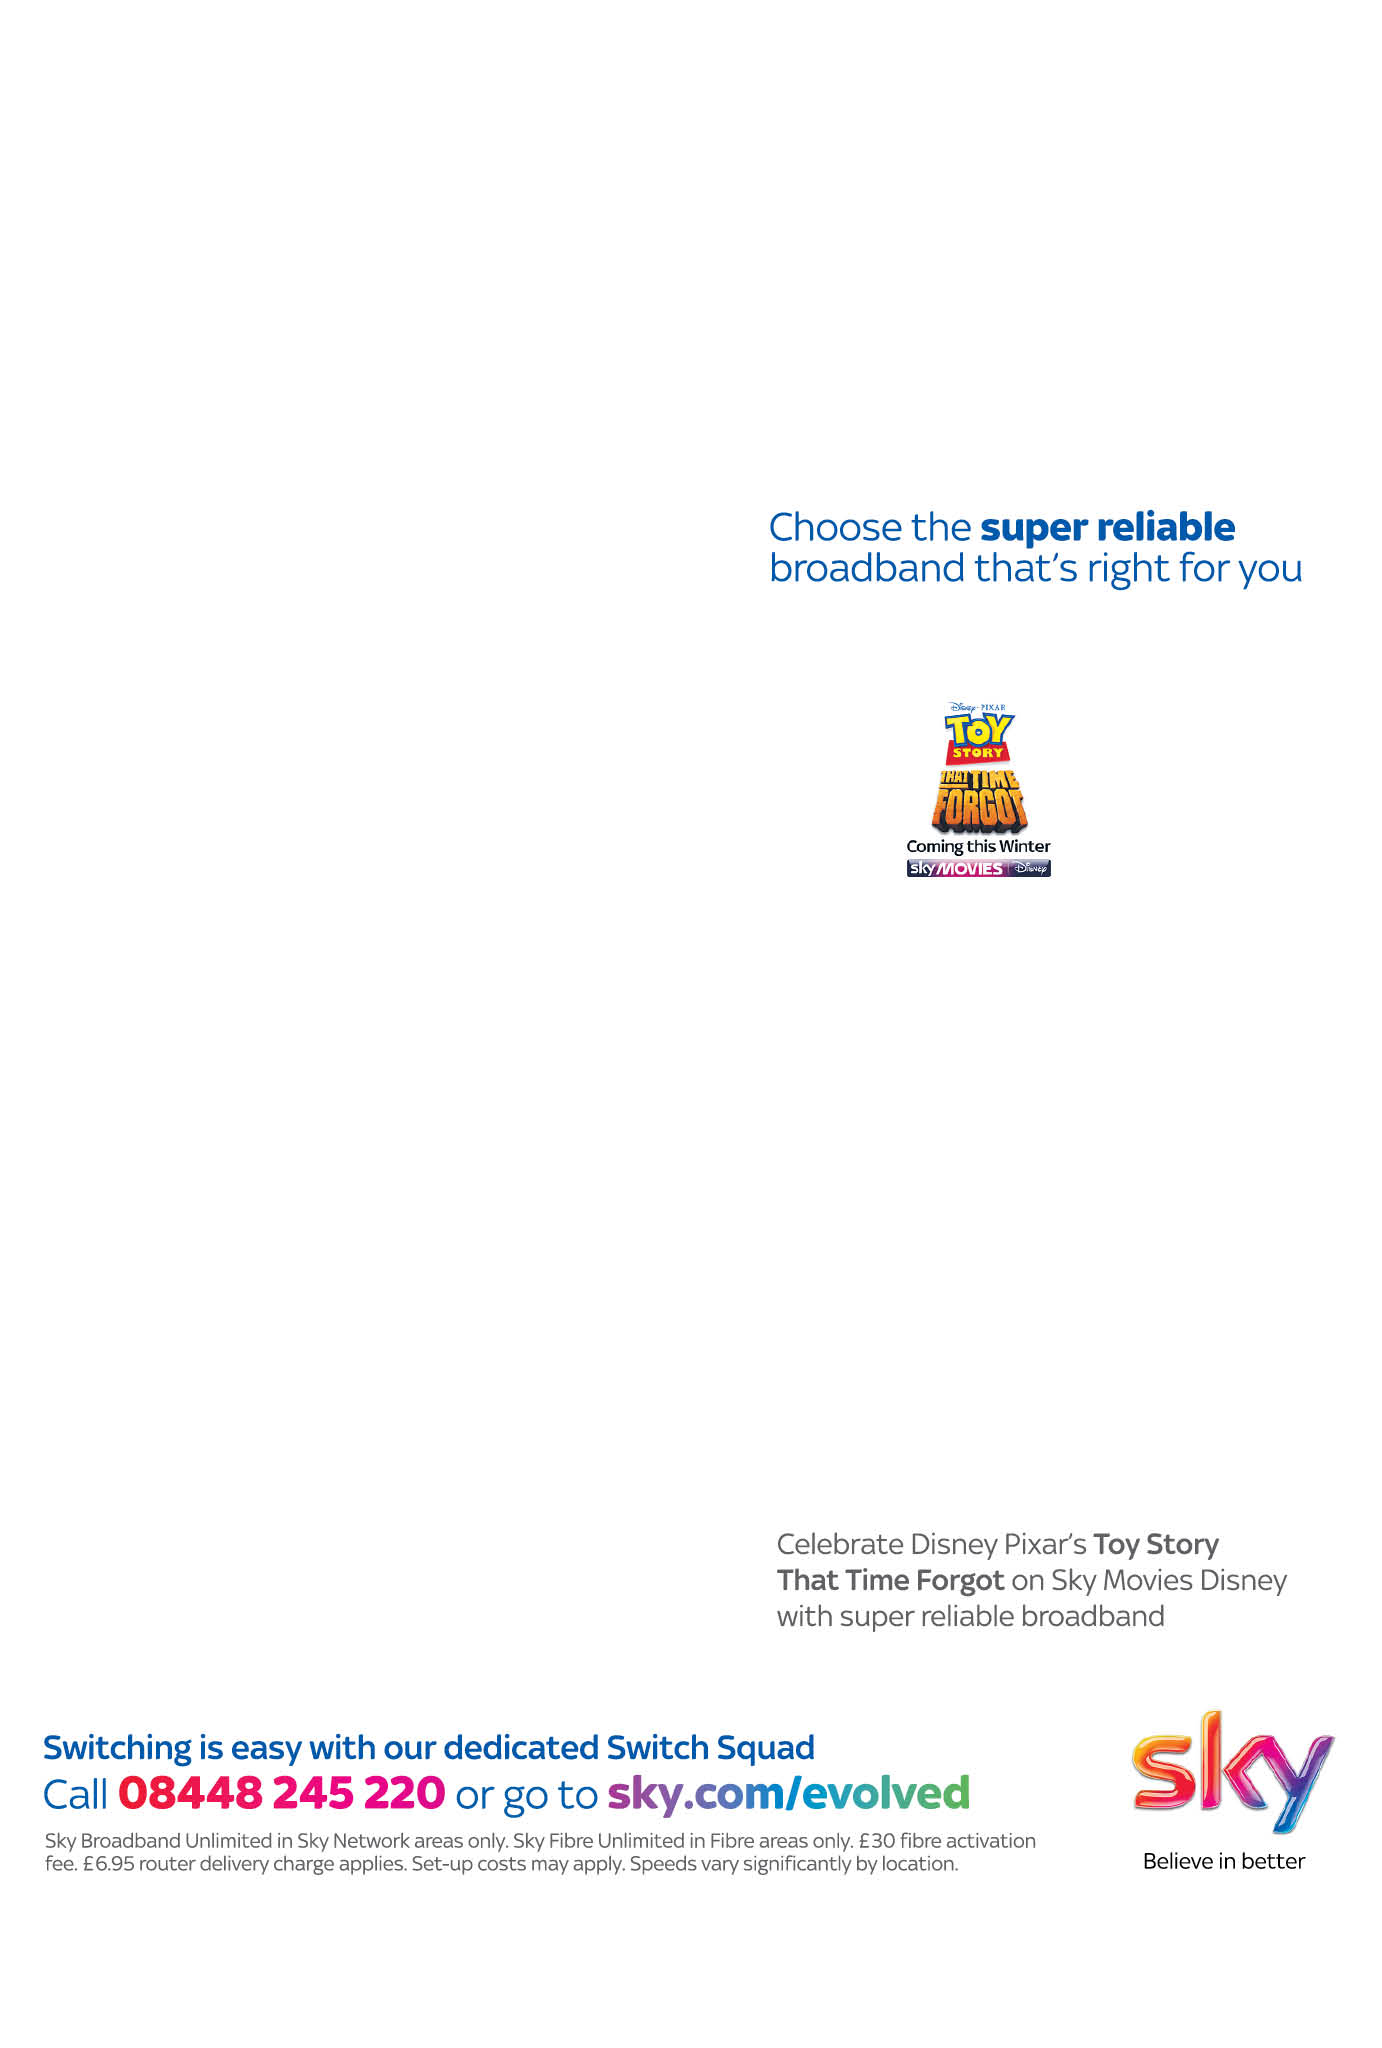 Choose the super reliable
broadband that's right for you
Disney · PIXAR
TOY
STORY
THAT TIME
FORGOT
Coming this Winter
sky MOVIES Disney
Celebrate Disney Pixar's Toy Story
That Time Forgot on Sky Movies Disney
with super reliable broadband
Switching is easy with our dedicated Switch Squad
Call 08448 245 220 or go to sky.com/evolved
Sky Broadband Unlimited in Sky Network areas only. Sky Fibre Unlimited in Fibre areas only. £30 fibre activation
fee. £6.95 router delivery charge applies. Set-up costs may apply. Speeds vary significantly by location.
sky
Believe in better